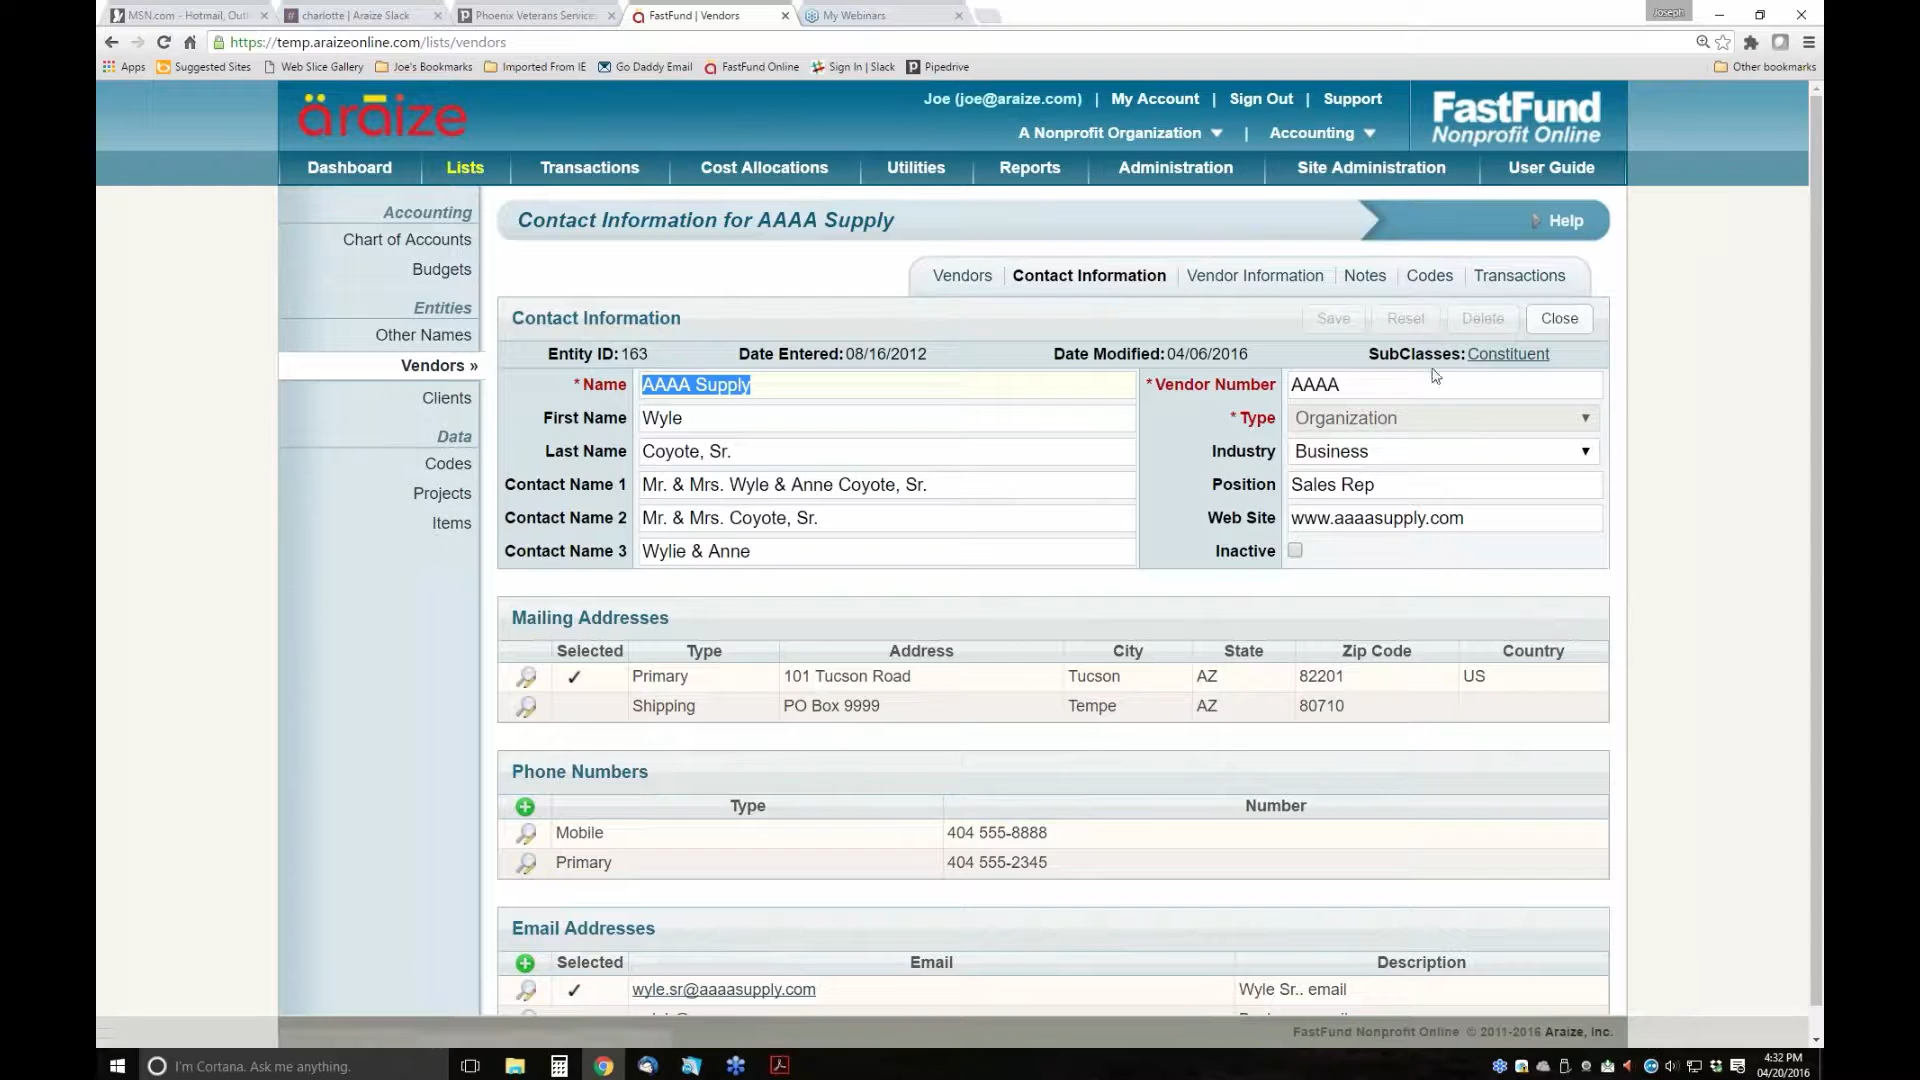 MSN.com - Hotmail, Outl
charlotte | Araize Slack
Phoenix Veterans Service
FastFund | Vendors
My Webinars
Joseph
https://temp.araizeonline.com/lists/vendors
Apps
Suggested Sites
Web Slice Gallery
Joe's Bookmarks
Imported From IE
Go Daddy Email
FastFund Online
Sign In | Slack
Pipedrive
Other bookmarks
äraize
Joe (joe@araize.com) | My Account | Sign Out | Support
A Nonprofit Organization | Accounting
FastFund
Nonprofit Online
Dashboard Lists Transactions Cost Allocations Utilities Reports Administration Site Administration User Guide
Accounting
Chart of Accounts
Budgets
Entities
Other Names
Vendors »
Clients
Data
Codes
Projects
Items
Contact Information for AAAA Supply
Help
Vendors | Contact Information | Vendor Information | Notes | Codes | Transactions
Contact Information
Save Reset Delete Close
Entity ID: 163 Date Entered: 08/16/2012 Date Modified: 04/06/2016 SubClasses: Constituent
* Name AAAA Supply * Vendor Number AAAA
First Name Wyle * Type Organization
Last Name Coyote, Sr. Industry Business
Contact Name 1 Mr. & Mrs. Wyle & Anne Coyote, Sr. Position Sales Rep
Contact Name 2 Mr. & Mrs. Coyote, Sr. Web Site www.aaaasupply.com
Contact Name 3 Wylie & Anne Inactive
Mailing Addresses
Selected Type Address City State Zip Code Country
✓ Primary 101 Tucson Road Tucson AZ 82201 US
Shipping PO Box 9999 Tempe AZ 80710
Phone Numbers
Type Number
Mobile 404 555-8888
Primary 404 555-2345
Email Addresses
Selected Email Description
✓ wyle.sr@aaaasupply.com Wyle Sr.. email
FastFund Nonprofit Online © 2011-2016 Araize, Inc.
I'm Cortana. Ask me anything.
4:32 PM
04/20/2016